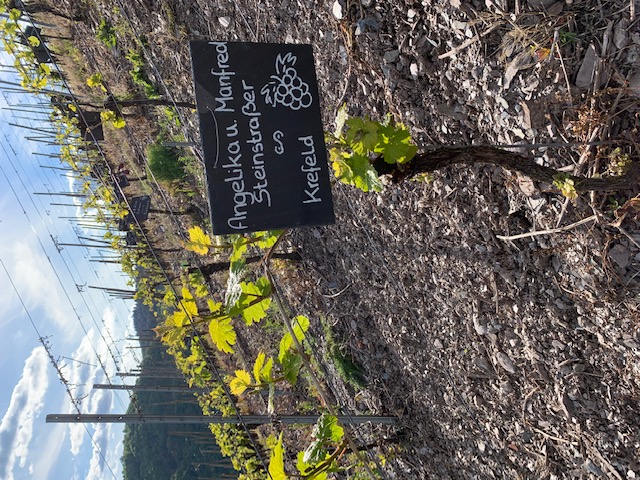 Angelika u. Manfred
Steinstraßer
Krefeld